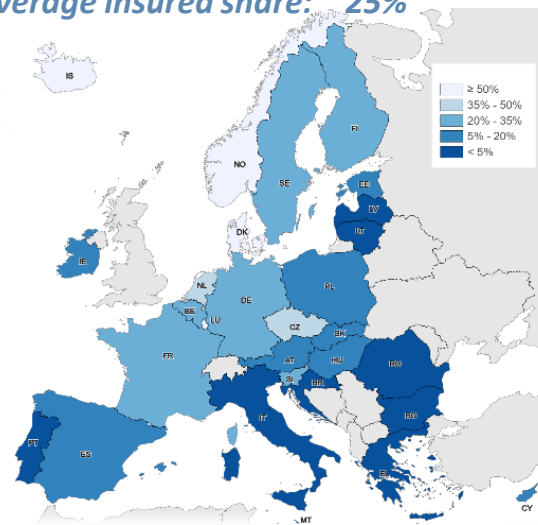 verage insured share: 25%
IS
≥ 50%
35% - 50%
20% - 35%
5% - 20%
< 5%
FI
NO
SE
EE
LV
DK
LT
IE
NL
PL
DE
BE
LU
CZ
SK
FR
AT
HU
RO
SI
HR
BG
IT
PT
ES
EL
CY
MT